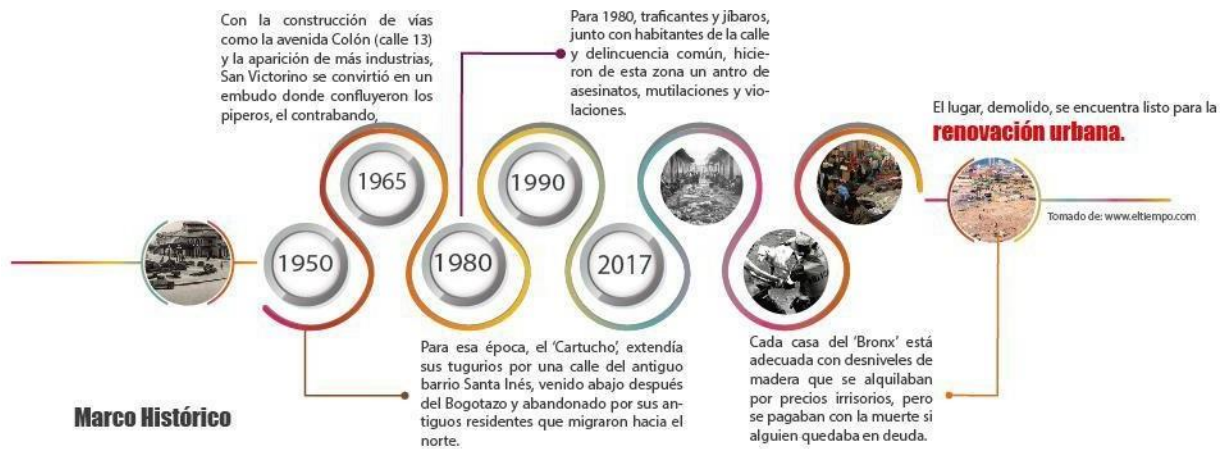 Con la construcción de vías
como la avenida Colón (calle 13)
y la aparición de más industrias,
San Victorino se convirtió en un
embudo donde confluyeron los
piperos, el contrabando,
Para 1980, traficantes y jíbaros,
junto con habitantes de la calle
y delincuencia común, hicie-
ron de esta zona un antro de
asesinatos, mutilaciones y vio-
laciones.
El lugar, demolido, se encuentra listo para la
renovación urbana.
1965
1990
1950
1980
2017
Tomado de: www.eltiempo.com
Para esa época, el 'Cartucho', extendía
sus tugurios por una calle del antiguo
barrio Santa Inés, venido abajo después
del Bogotazo y abandonado por sus an-
tiguos residentes que migraron hacia el
norte.
Cada casa del 'Bronx' está
adecuada con desniveles de
madera que se alquilaban
por precios irrisorios, pero
se pagaban con la muerte si
alguien quedaba en deuda.
Marco Histórico